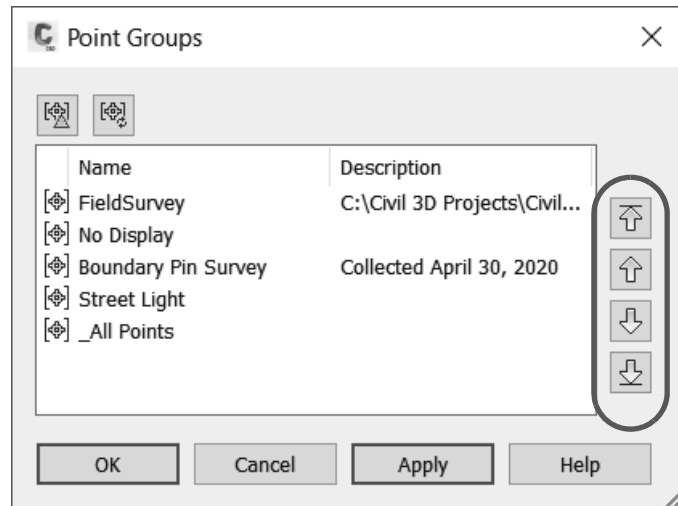 Point Groups
Name Description
FieldSurvey C:\Civil 3D Projects\Civil...
No Display
Boundary Pin Survey Collected April 30, 2020
Street Light
_All Points
OK Cancel Apply Help